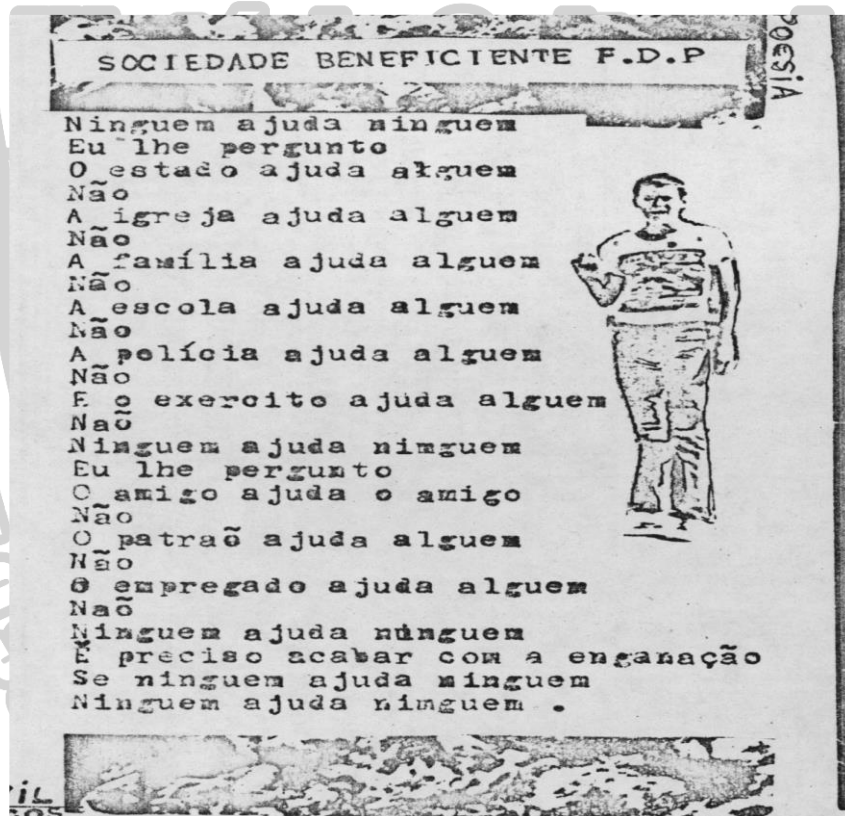 POESIA
SOCIEDADE BENEFICIENTE F.D.P
Ninguem ajuda ninguem
Eu lhe pergunto
O estado ajuda alguem
Não
A igreja ajuda alguem
Não
A família ajuda alguem
Não
A escola ajuda alguem
Não
A polícia ajuda alguem
Não
E o exercito ajuda alguem
Naõ
Ninguem ajuda nimguem
Eu lhe pergunto
O amigo ajuda o amigo
Não
O patraõ ajuda alguem
Não
O empregado ajuda alguem
Naõ
Ninguem ajuda ninguem
É preciso acabar com a enganação
Se ninguem ajuda ninguem
Ninguem ajuda nimguem .